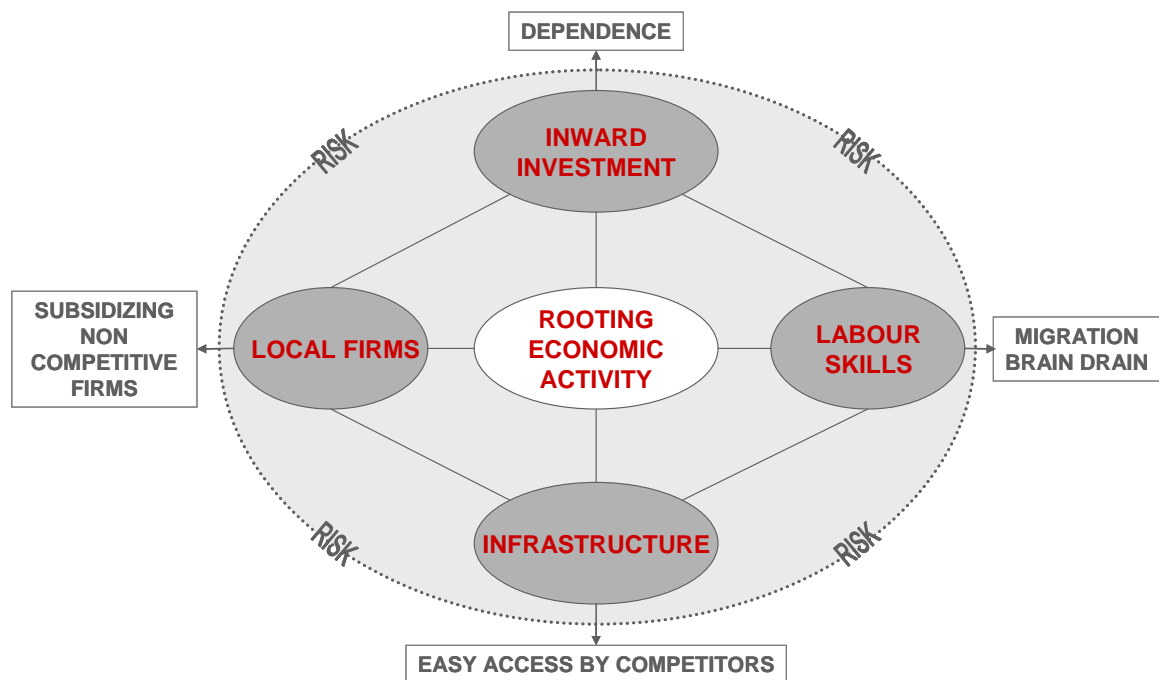 DEPENDENCE
INWARD
INVESTMENT
RISK
RISK
SUBSIDIZING
NON
COMPETITIVE
FIRMS
LOCAL FIRMS
ROOTING
ECONOMIC
ACTIVITY
LABOUR
SKILLS
MIGRATION
BRAIN DRAIN
INFRASTRUCTURE
RISK
RISK
EASY ACCESS BY COMPETITORS